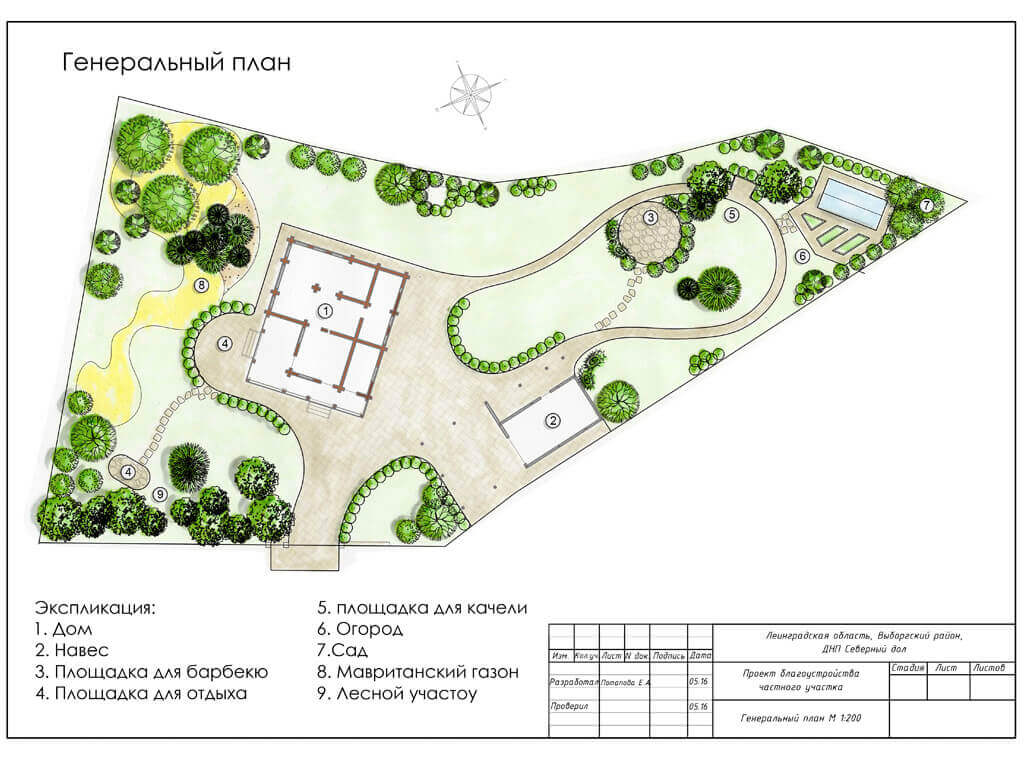 Генеральный план
1
2
3
4
4
5
6
7
8
9
Экспликация:
1. Дом
2. Навес
3. Площадка для барбекю
4. Площадка для отдыха
5. площадка для качели
6. Огород
7.Сад
8. Мавританский газон
9. Лесной участоу
Изм. Кол.уч Лист N док. Подпись Дата
Разработал Потапова Е.А 05.16
Проверил 05.16
Леинградская область, Выборгский район,
ДНП Северный дол
Проект благоустройства
частного участка
Стадия Лист Листов
Генеральный план М 1:200